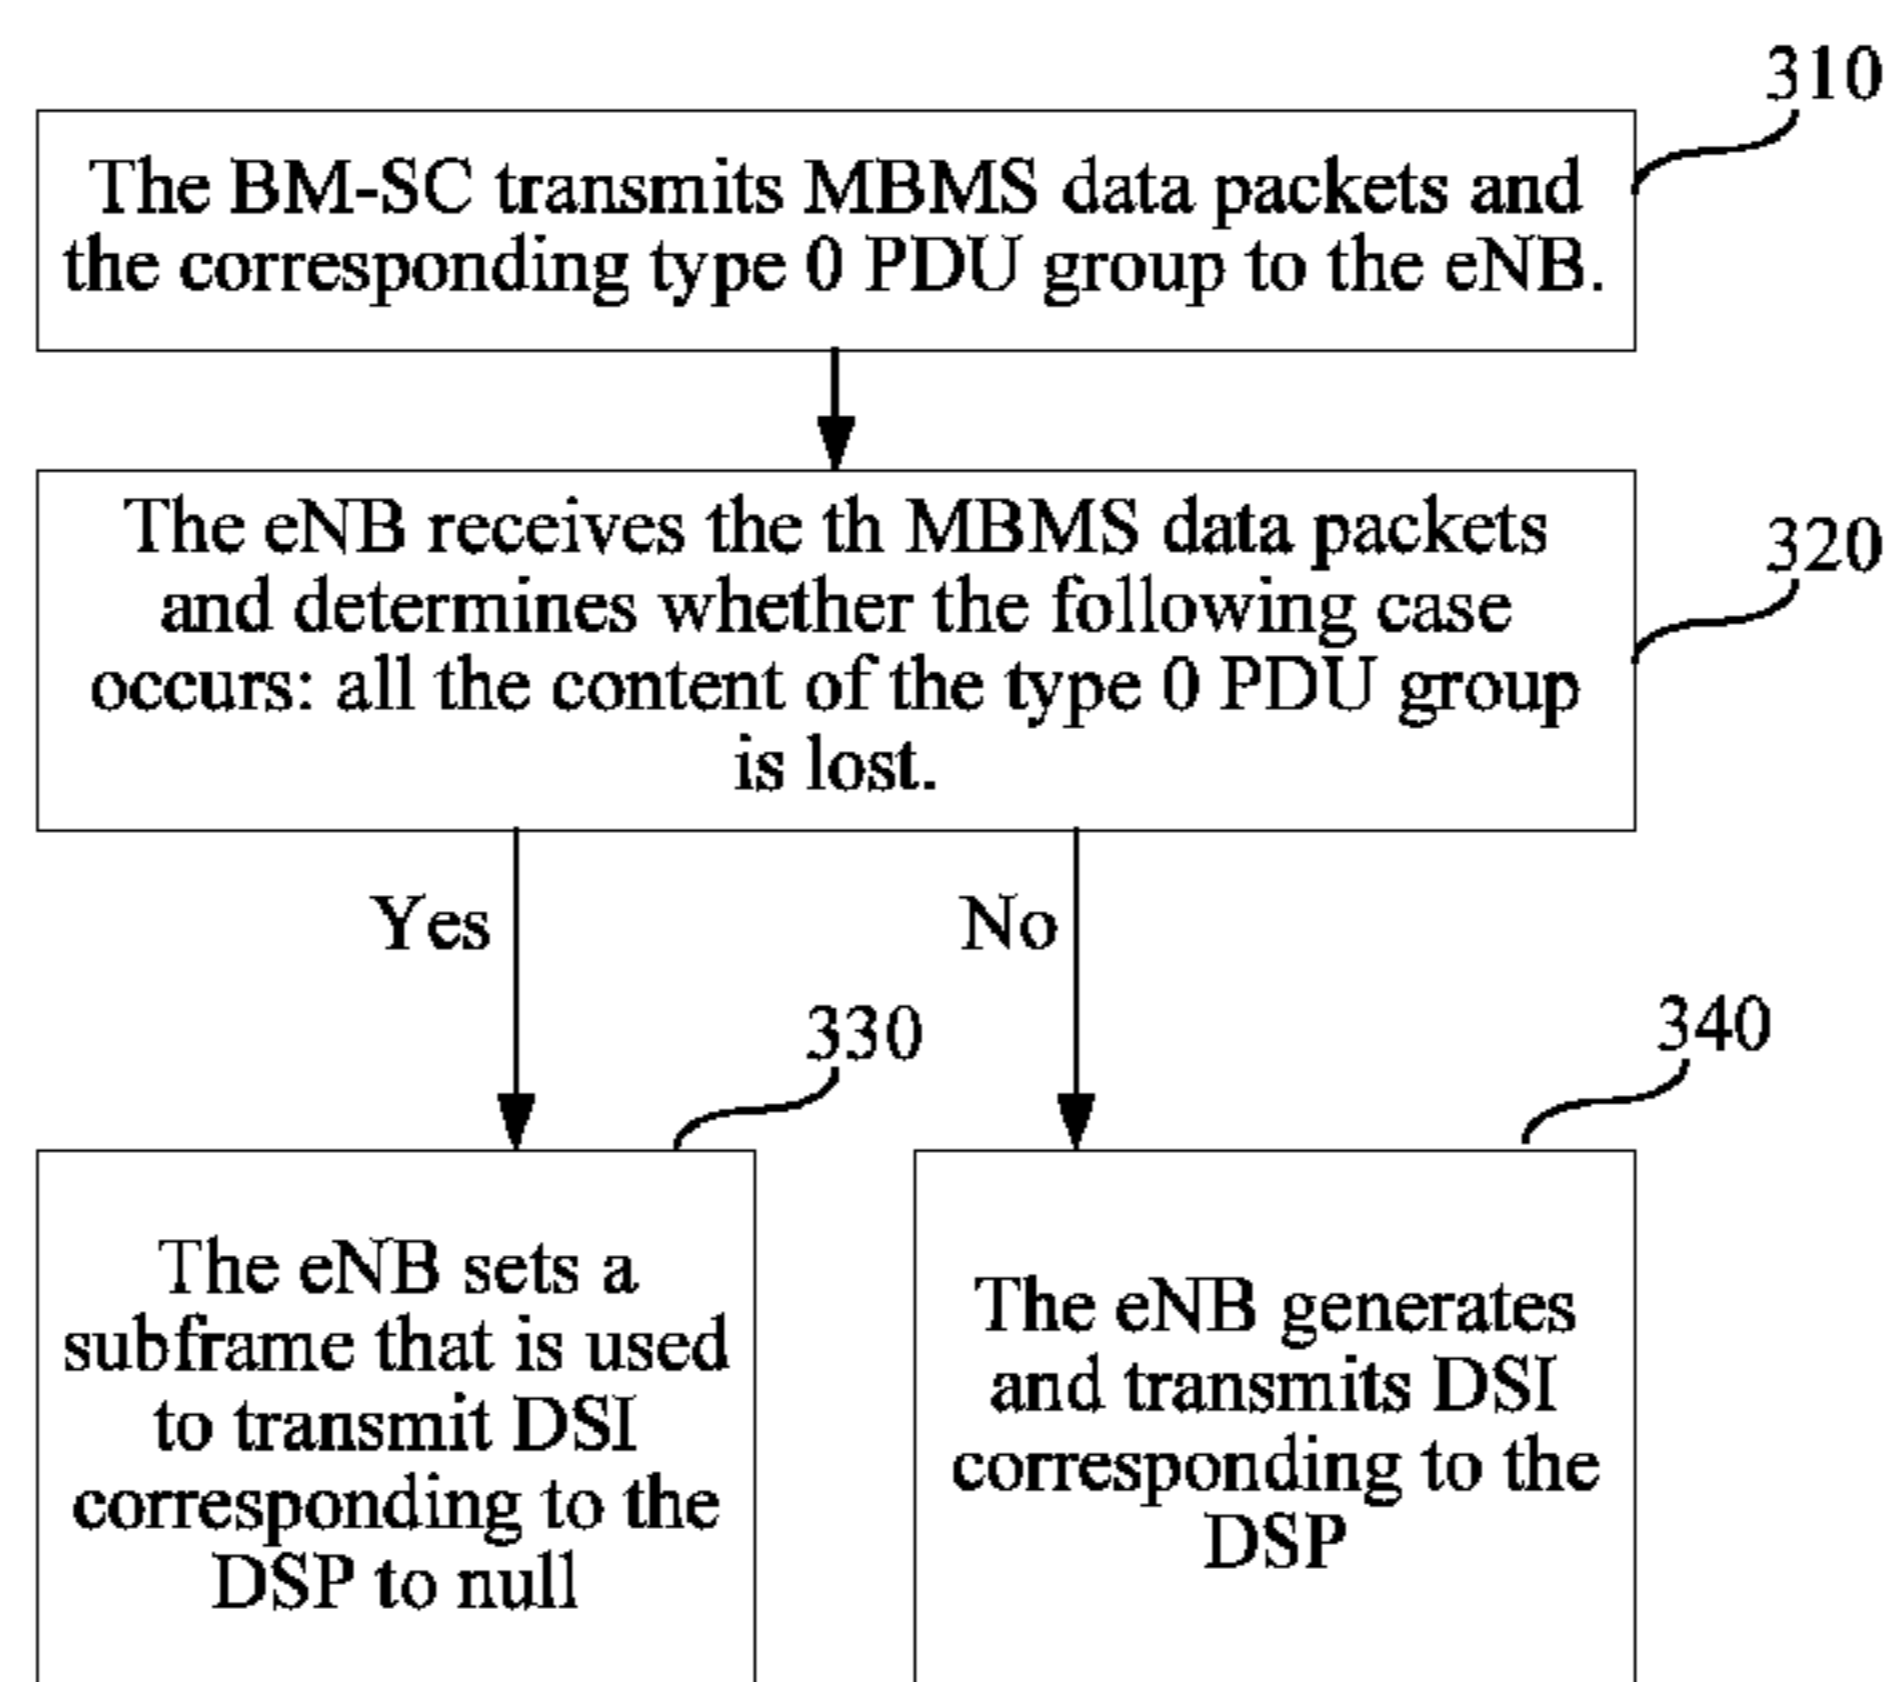 310
The BM-SC transmits MBMS data packets and
the corresponding type 0 PDU group to the eNB.
320
The eNB receives the th MBMS data packets
and determines whether the following case
occurs: all the content of the type 0 PDU group
is lost.
Yes
No
330
340
The eNB sets a
subframe that is used
to transmit DSI
corresponding to the
DSP to null
The eNB generates
and transmits DSI
corresponding to the
DSP